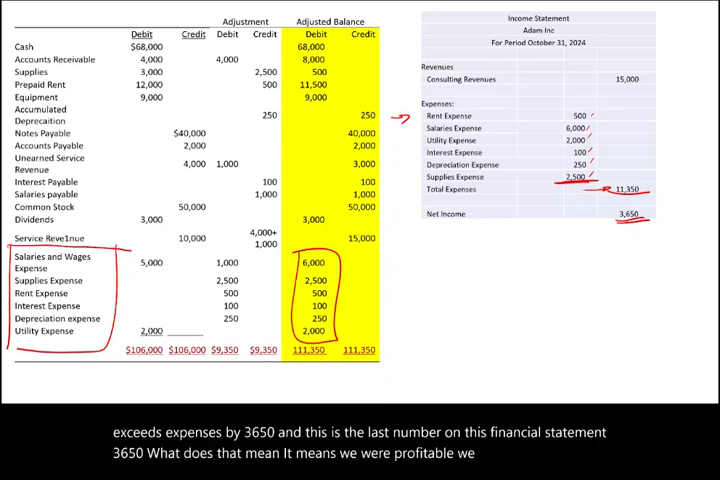 Adjustment Adjusted Balance
Debit Credit Debit Credit Debit Credit
Cash $68,000 68,000
Accounts Receivable 4,000 4,000 8,000
Supplies 3,000 2,500 500
Prepaid Rent 12,000 500 11,500
Equipment 9,000 9,000
Accumulated
Deprecaition 250 250
Notes Payable $40,000 40,000
Accounts Payable 2,000 2,000
Unearned Service
Revenue 4,000 1,000 3,000
Interest Payable 100 100
Salaries payable 1,000 1,000
Common Stock 50,000 50,000
Dividends 3,000 3,000
Service Reve1nue 10,000 4,000+ 15,000
1,000
Salaries and Wages
Expense 5,000 1,000 6,000
Supplies Expense 2,500 2,500
Rent Expense 500 500
Interest Expense 100 100
Depreciation expense 250 250
Utility Expense 2,000 2,000
$106,000 $106,000 $9,350 $9,350 111,350 111,350
Income Statement
Adam Inc
For Period October 31, 2024
Revenues
Consulting Revenues 15,000
Expenses:
Rent Expense 500
Salaries Expense 6,000
Utility Expense 2,000
Interest Expense 100
Depreciation Expense 250
Supplies Expense 2,500
Total Expenses 11,350
Net Income 3,650
exceeds expenses by 3650 and this is the last number on this financial statement
3650 What does that mean It means we were profitable we